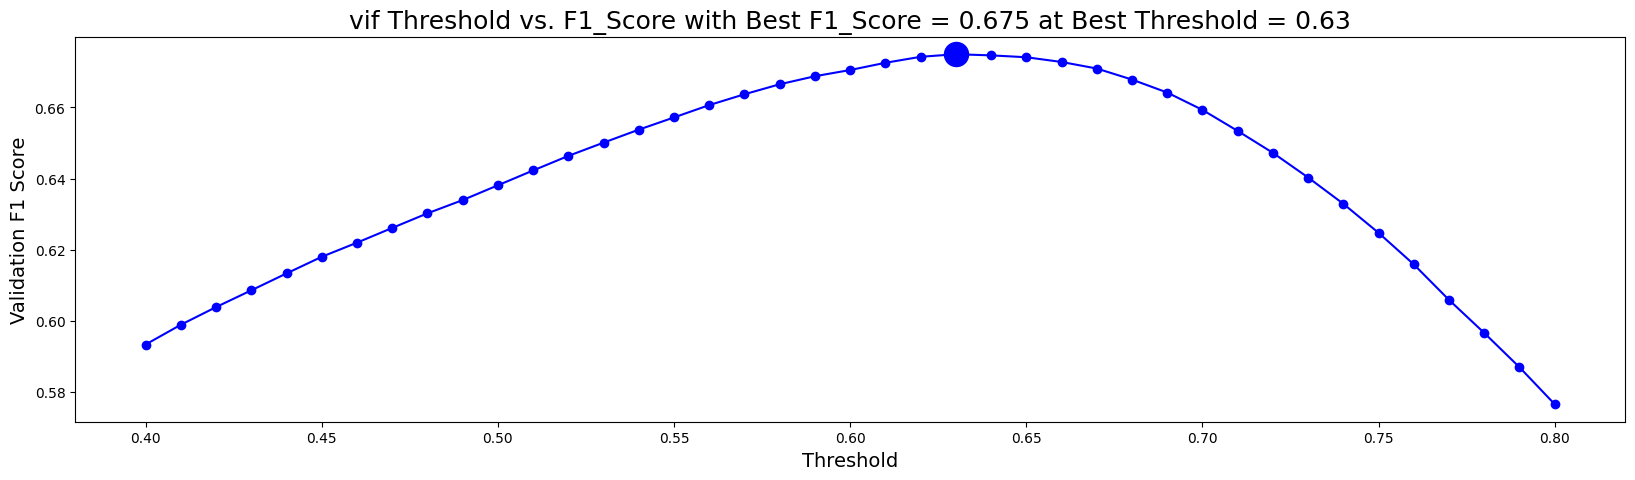 vif Threshold vs. F1_Score with Best F1_Score = 0.675 at Best Threshold = 0.63
Validation F1 Score
0.66
0.64
0.62
0.60
0.58
0.40 0.45 0.50 0.55 0.60 0.65 0.70 0.75 0.80
Threshold